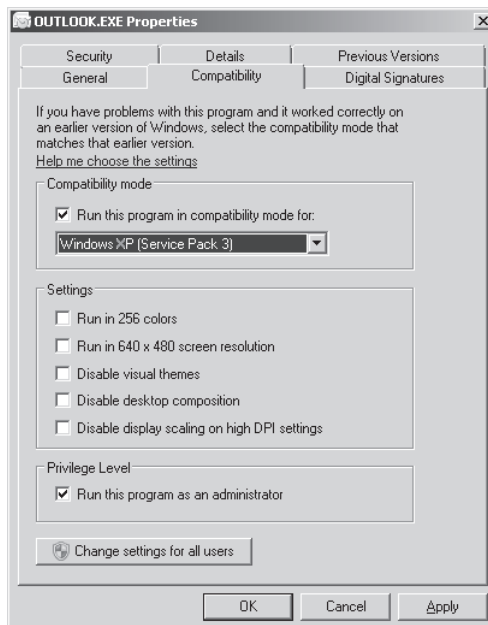 OUTLOOK.EXE Properties
Security
Details
Previous Versions
General
Compatibility
Digital Signatures
If you have problems with this program and it worked correctly on
an earlier version of Windows, select the compatibility mode that
matches that earlier version.
Help me choose the settings
Compatibility mode
Run this program in compatibility mode for:
Windows XP (Service Pack 3)
Settings
Run in 256 colors
Run in 640 x 480 screen resolution
Disable visual themes
Disable desktop composition
Disable display scaling on high DPI settings
Privilege Level
Run this program as an administrator
Change settings for all users
OK
Cancel
Apply